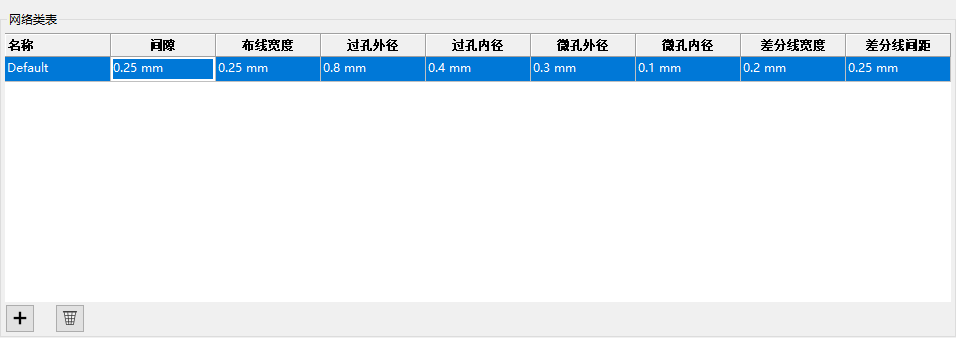 网络类表
名称 间隙 布线宽度 过孔外径 过孔内径 微孔外径 微孔内径 差分线宽度 差分线间距
Default 0.25 mm 0.25 mm 0.8 mm 0.4 mm 0.3 mm 0.1 mm 0.2 mm 0.25 mm